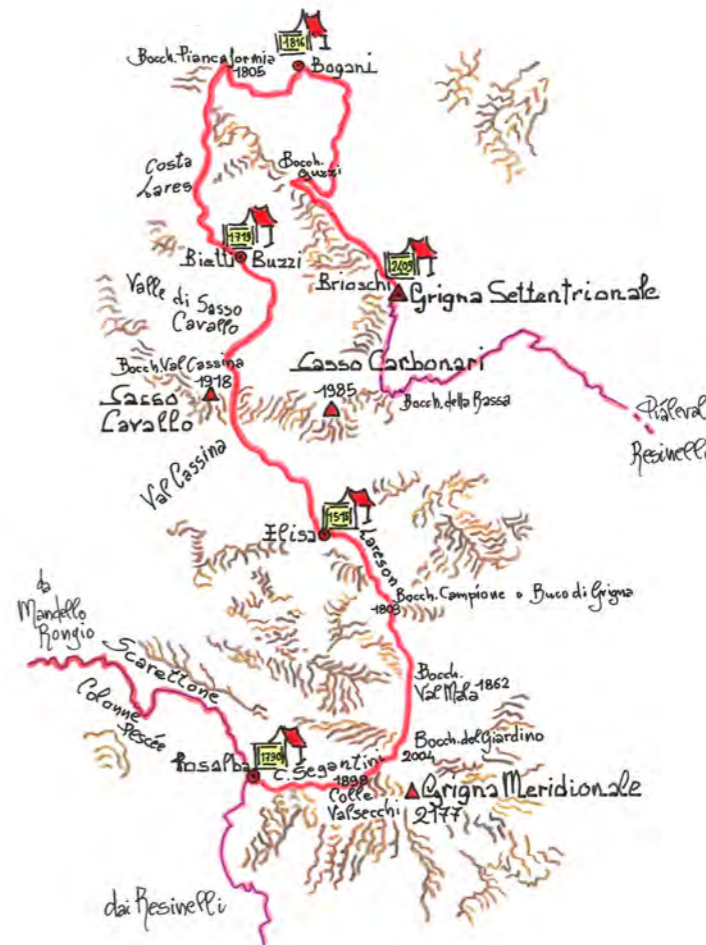 1816
Bocch. Piancaformia
1805
Bogani
Bocch.
Guzzi
Costa
Lares
1719
Bietti Buzzi
2403
Brioschi
Grigna Settentrionale
Valle di Sasso
Cavallo
Bocch. Val Cassina
1918
Sasso
Cavallo
Sasso Carbonari
1985
Bocch. della Bassa
Piàleval
Resinelli
Val Cassina
1515
Elisa
Lareson
Bocch. Campione o Buco di Grigna
1803
da
Mandello
Rongio
Scarettone
Colonne
Pescée
Bocch.
Val Mala 1862
Bocch. del Giardino
2004
1730
Rosalba
C. Segantini
1898
Colle
Valsecchi
Grigna Meridionale
2177
dai Resinelli